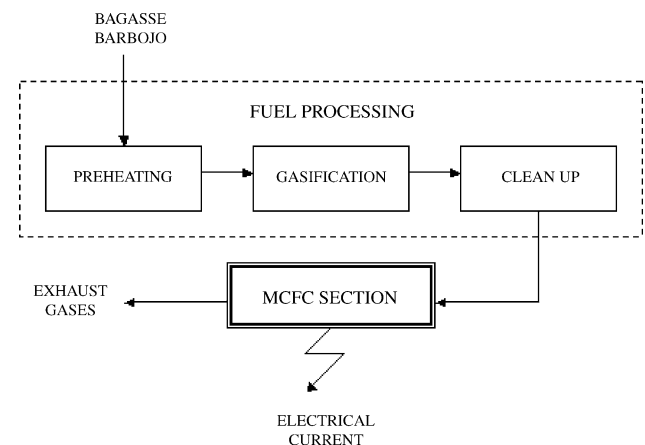 BAGASSE
BARBOJO
FUEL PROCESSING
PREHEATING
GASIFICATION
CLEAN UP
EXHAUST
GASES
MCFC SECTION
ELECTRICAL
CURRENT